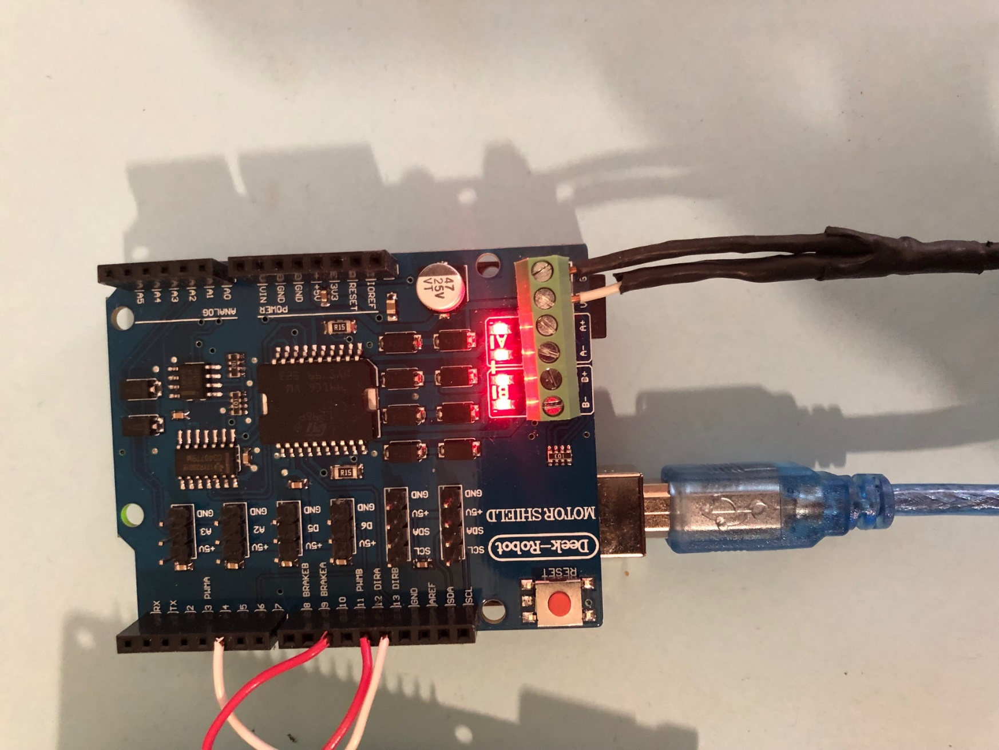 A5
A4
A3
A2
A1
A0
ANALOG
VIN
GND
GND
+5V
3V3
RESET
IOREF
POWER
47
25V
VT
R15
G
V
A+
A-
B+
B-
A
B
103
CD4077BM
R15
103
GND
A3
+5V
GND
A2
+5V
GND
D5
+5V
GND
D6
+5V
GND
+5V
SDA
SCL
GND
+5V
SDA
SCL
MOTOR SHIELD
Deek-Robot
RESET
RX
TX
2
3 PWMA
4
5
6
7
8 BRAKEB
9 BRAKEA
10
11 PWMB
12 DIRA
13 DIRB
GND
AREF
SDA
SCL